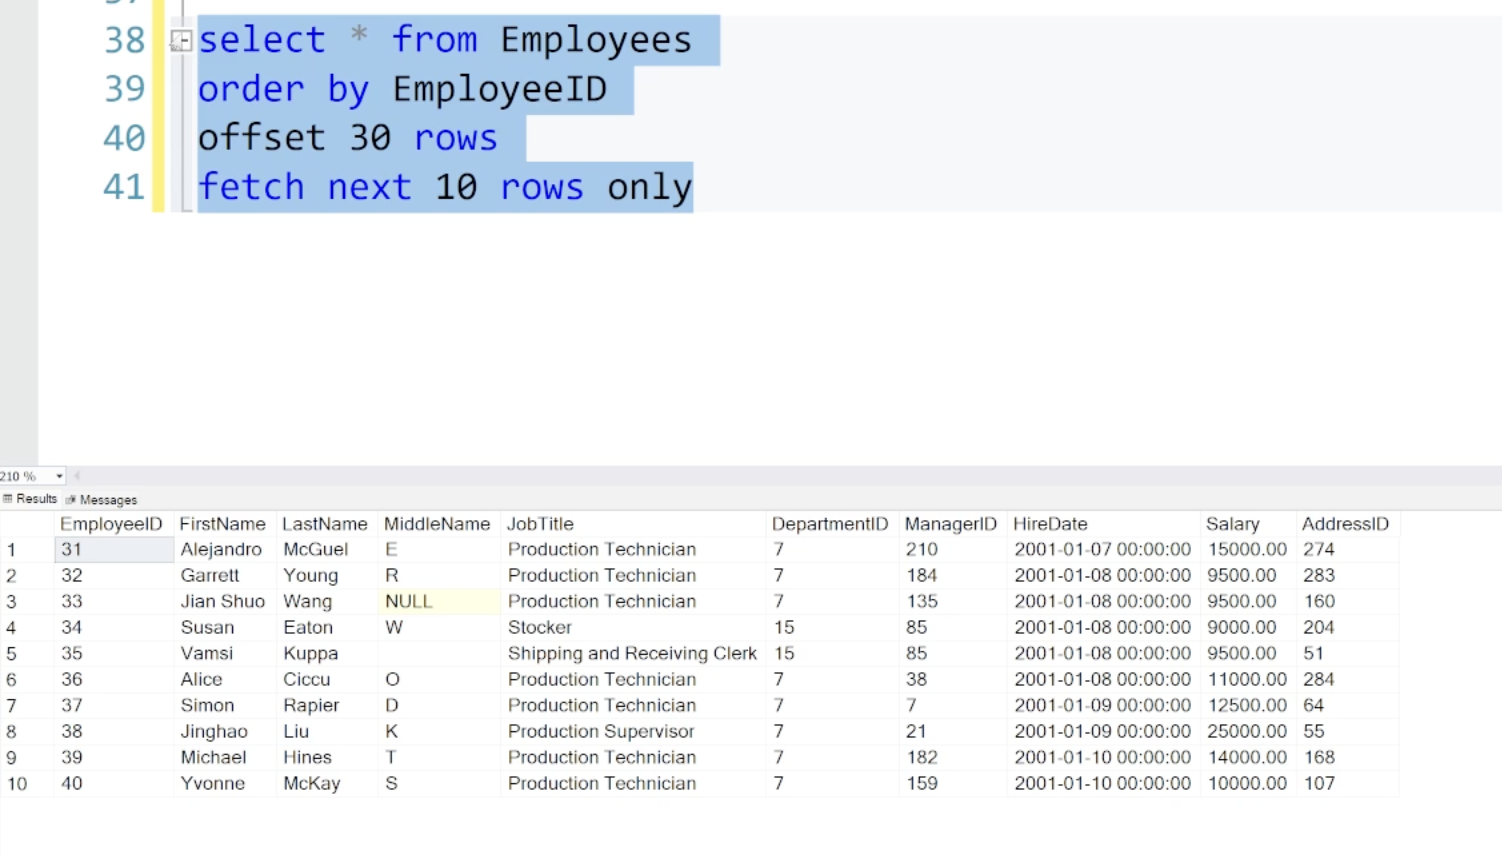 37
38 select * from Employees
39 order by EmployeeID
40 offset 30 rows
41 fetch next 10 rows only
210 %
Results Messages
EmployeeID FirstName LastName MiddleName JobTitle DepartmentID ManagerID HireDate Salary AddressID
1 31 Alejandro McGuel E Production Technician 7 210 2001-01-07 00:00:00 15000.00 274
2 32 Garrett Young R Production Technician 7 184 2001-01-08 00:00:00 9500.00 283
3 33 Jian Shuo Wang NULL Production Technician 7 135 2001-01-08 00:00:00 9500.00 160
4 34 Susan Eaton W Stocker 15 85 2001-01-08 00:00:00 9000.00 204
5 35 Vamsi Kuppa Shipping and Receiving Clerk 15 85 2001-01-08 00:00:00 9500.00 51
6 36 Alice Ciccu O Production Technician 7 38 2001-01-08 00:00:00 11000.00 284
7 37 Simon Rapier D Production Technician 7 7 2001-01-09 00:00:00 12500.00 64
8 38 Jinghao Liu K Production Supervisor 7 21 2001-01-09 00:00:00 25000.00 55
9 39 Michael Hines T Production Technician 7 182 2001-01-10 00:00:00 14000.00 168
10 40 Yvonne McKay S Production Technician 7 159 2001-01-10 00:00:00 10000.00 107